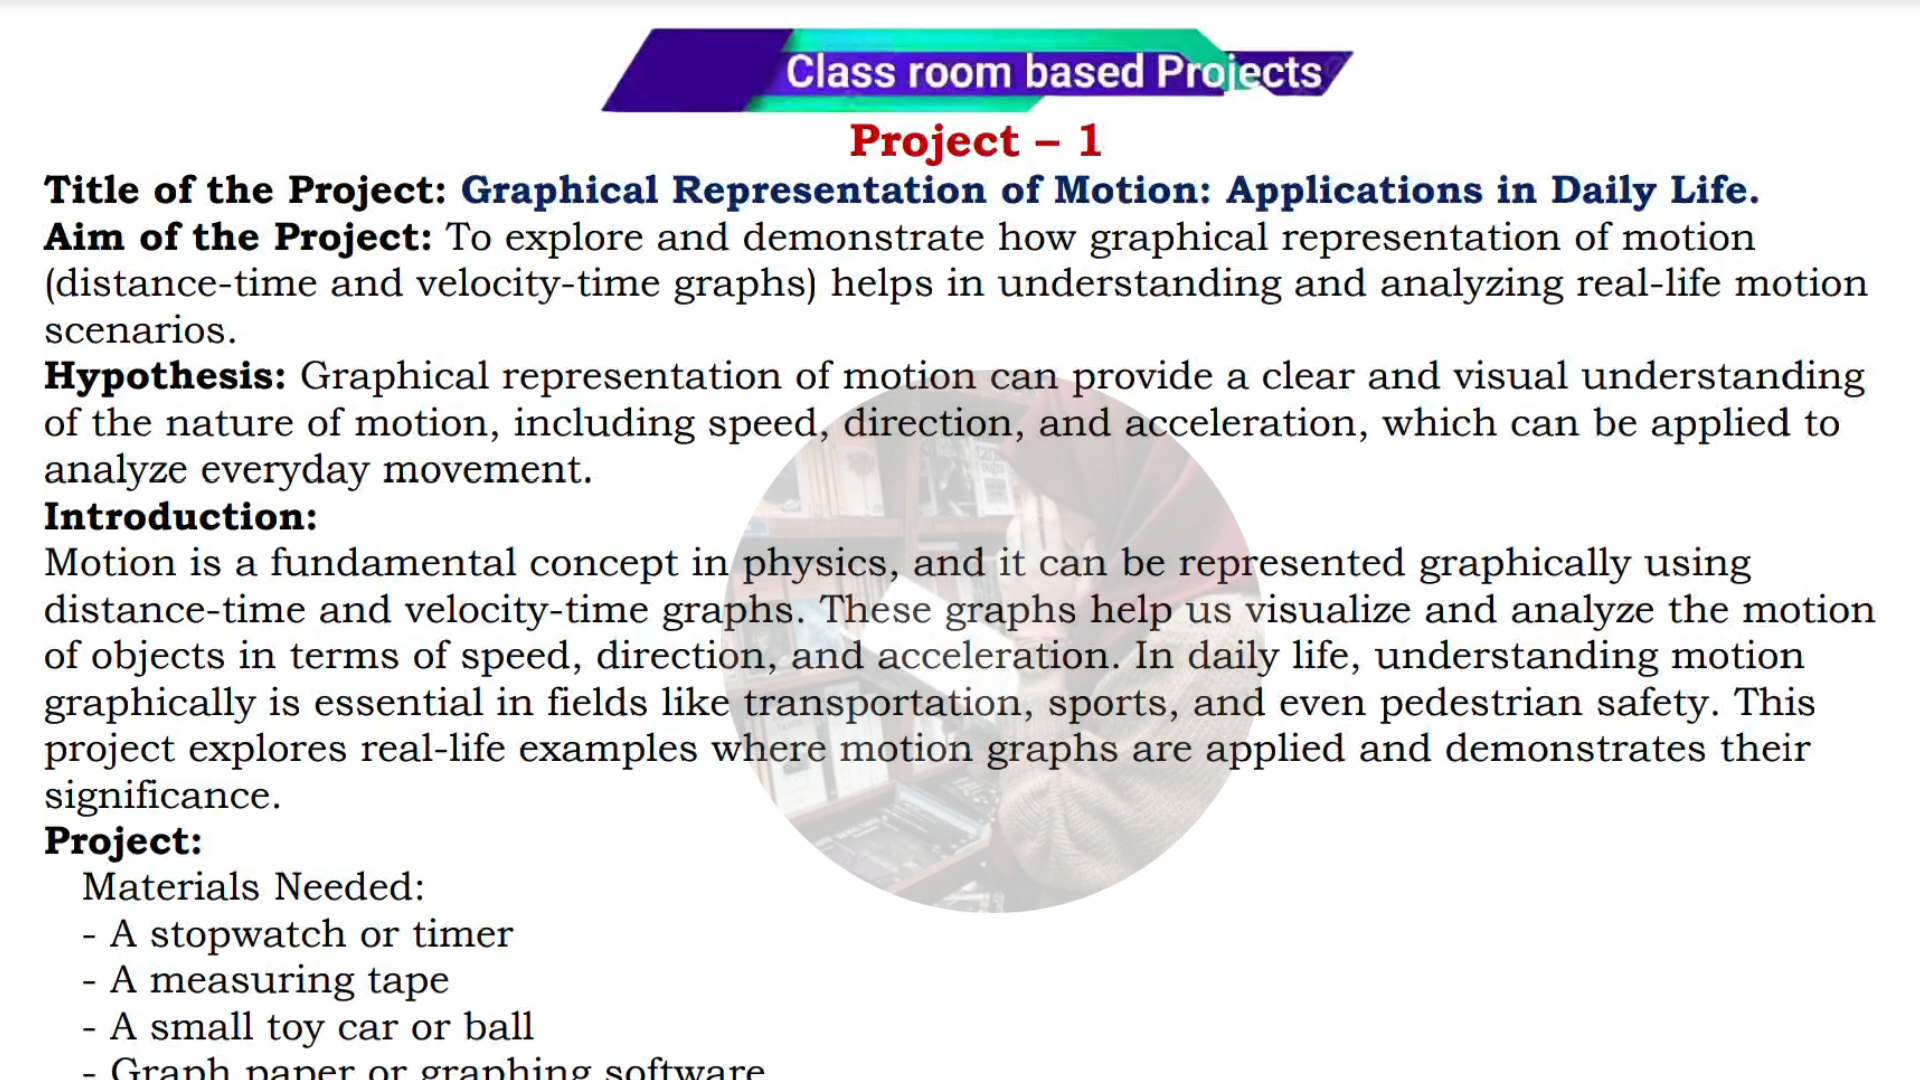 Class room based Projects
Project – 1
Title of the Project: Graphical Representation of Motion: Applications in Daily Life.
Aim of the Project: To explore and demonstrate how graphical representation of motion
(distance-time and velocity-time graphs) helps in understanding and analyzing real-life motion
scenarios.
Hypothesis: Graphical representation of motion can provide a clear and visual understanding
of the nature of motion, including speed, direction, and acceleration, which can be applied to
analyze everyday movement.
Introduction:
Motion is a fundamental concept in physics, and it can be represented graphically using
distance-time and velocity-time graphs. These graphs help us visualize and analyze the motion
of objects in terms of speed, direction, and acceleration. In daily life, understanding motion
graphically is essential in fields like transportation, sports, and even pedestrian safety. This
project explores real-life examples where motion graphs are applied and demonstrates their
significance.
Project:
Materials Needed:
- A stopwatch or timer
- A measuring tape
- A small toy car or ball
- Graph paper or graphing software